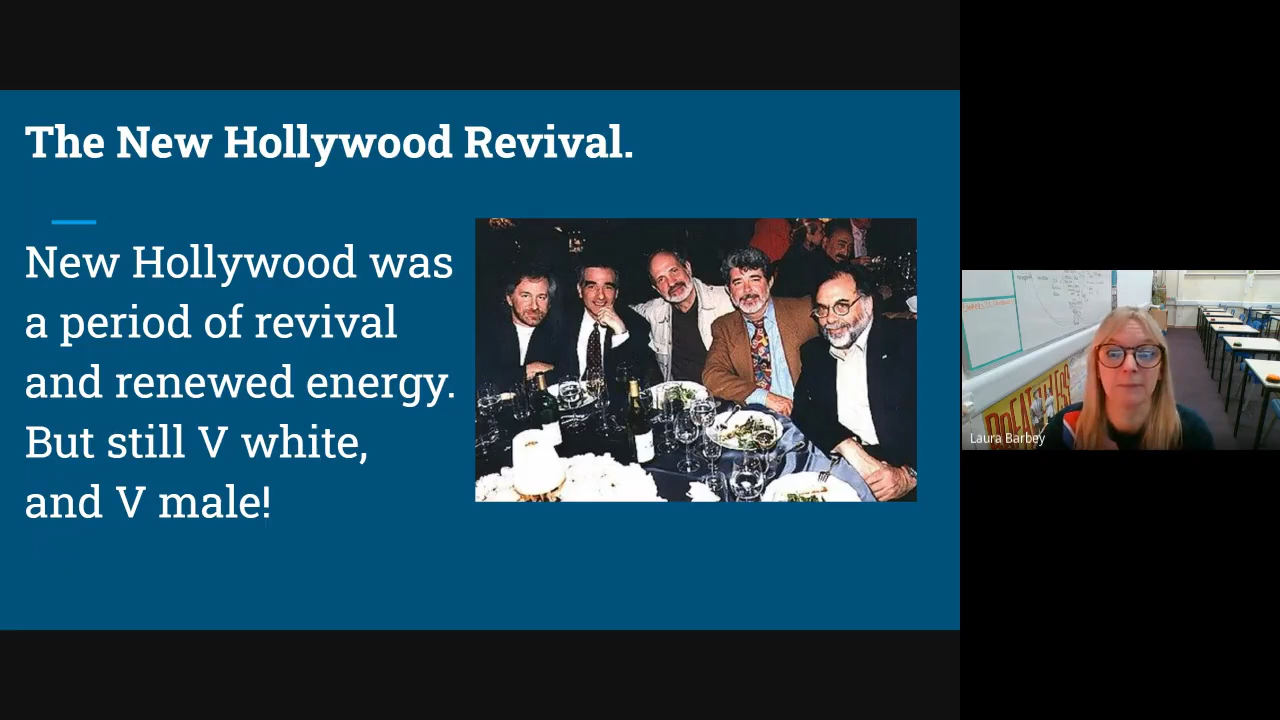 The New Hollywood Revival.
New Hollywood was
a period of revival
and renewed energy.
But still V white,
and V male!
Laura Barbey